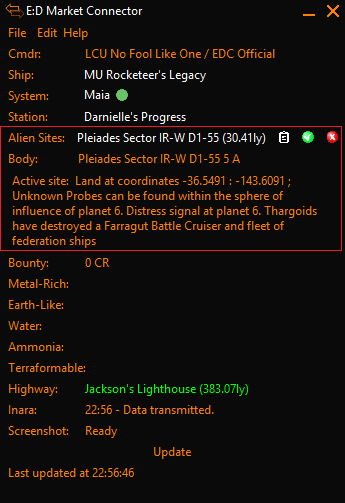 E:D Market Connector
File Edit Help
Cmdr: LCU No Fool Like One / EDC Official
Ship: MU Rocketeer's Legacy
System: Maia
Station: Darnielle's Progress
Alien Sites: Pleiades Sector IR-W D1-55 (30.41ly)
Body: Pleiades Sector IR-W D1-55 5 A
Active site: Land at coordinates -36.5491 : -143.6091 ;
Unknown Probes can be found within the sphere of
influence of planet 6. Distress signal at planet 6. Thargoids
have destroyed a Farragut Battle Cruiser and fleet of
federation ships
Bounty: 0 CR
Metal-Rich:
Earth-Like:
Water:
Ammonia:
Terraformable:
Highway: Jackson's Lighthouse (383.07ly)
Inara: 22:56 - Data transmitted.
Screenshot: Ready
Update
Last updated at 22:56:46